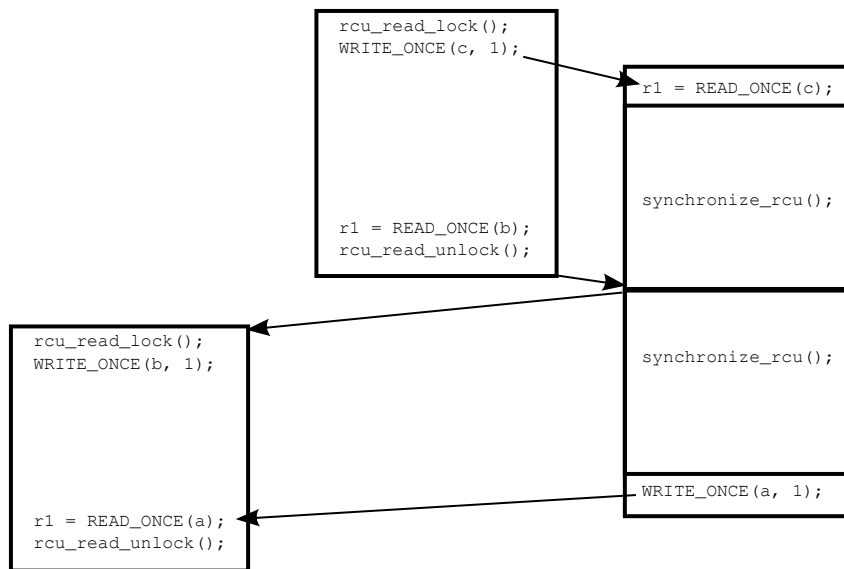 rcu_read_lock();
WRITE_ONCE(c, 1);
r1 = READ_ONCE(c);
synchronize_rcu();
r1 = READ_ONCE(b);
rcu_read_unlock();
rcu_read_lock();
WRITE_ONCE(b, 1);
synchronize_rcu();
WRITE_ONCE(a, 1);
r1 = READ_ONCE(a);
rcu_read_unlock();